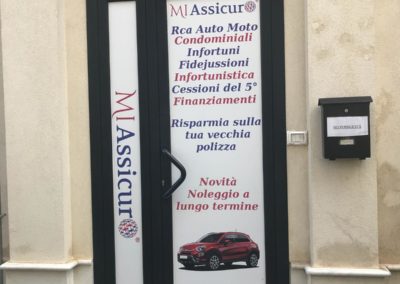 MI Assicuro®
Rca Auto Moto
Condominiali
Infortuni
Fidejussioni
Infortunistica
Cessioni del 5°
Finanziamenti
Risparmia sulla
tua vecchia
polizza
Novità
Noleggio a
lungo termine
MI Assicuro®